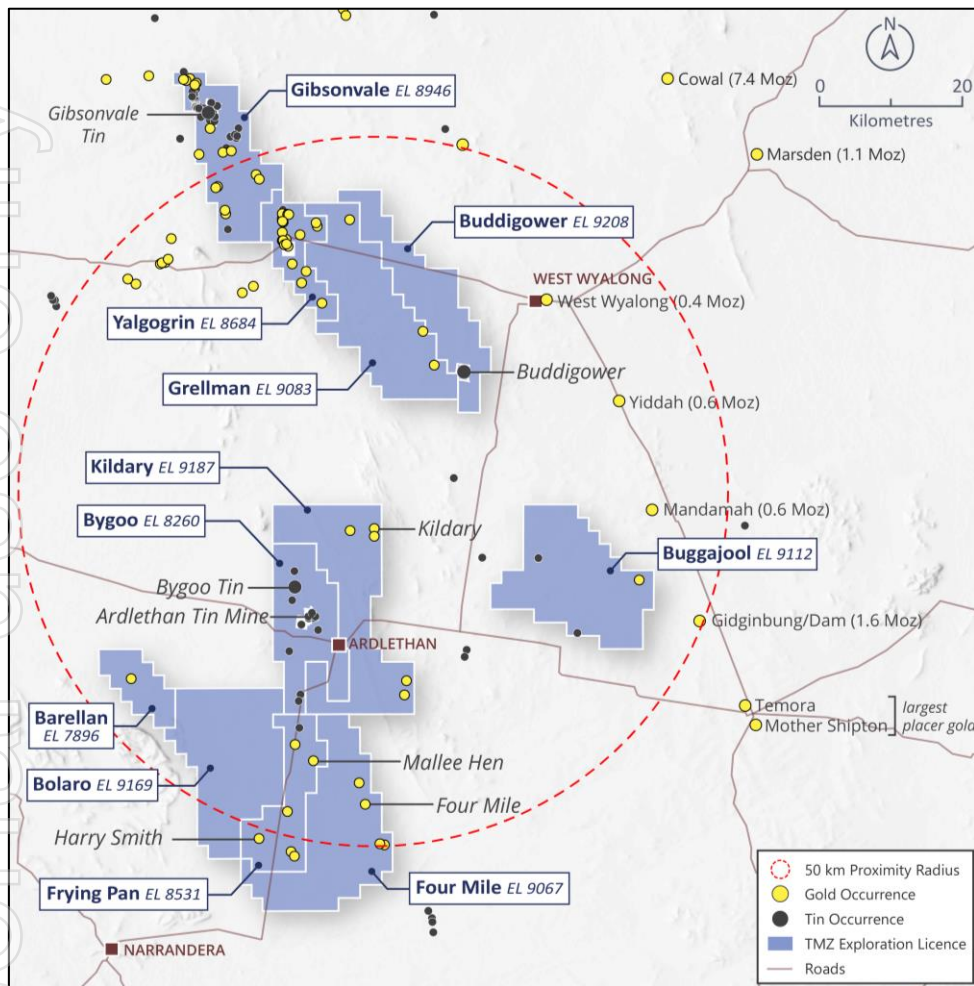 N
Cowal (7.4 Moz)
0 20
Kilometres
Gibsonvale EL 8946
Gibsonvale
Tin
Marsden (1.1 Moz)
Buddigower EL 9208
WEST WYALONG
West Wyalong (0.4 Moz)
Yalgogrin EL 8684
Grellman EL 9083
Buddigower
Yiddah (0.6 Moz)
Kildary EL 9187
Bygoo EL 8260
Kildary
Mandamah (0.6 Moz)
Buggajool EL 9112
Bygoo Tin
Ardlethan Tin Mine
Gidginbung/Dam (1.6 Moz)
ARDLETHAN
Barellan
EL 7896
Temora
Mother Shipton
largest
placer gold
Bolaro EL 9169
Mallee Hen
Four Mile
Harry Smith
Frying Pan EL 8531
Four Mile EL 9067
NARRANDERA
50 km Proximity Radius
Gold Occurrence
Tin Occurrence
TMZ Exploration Licence
Roads